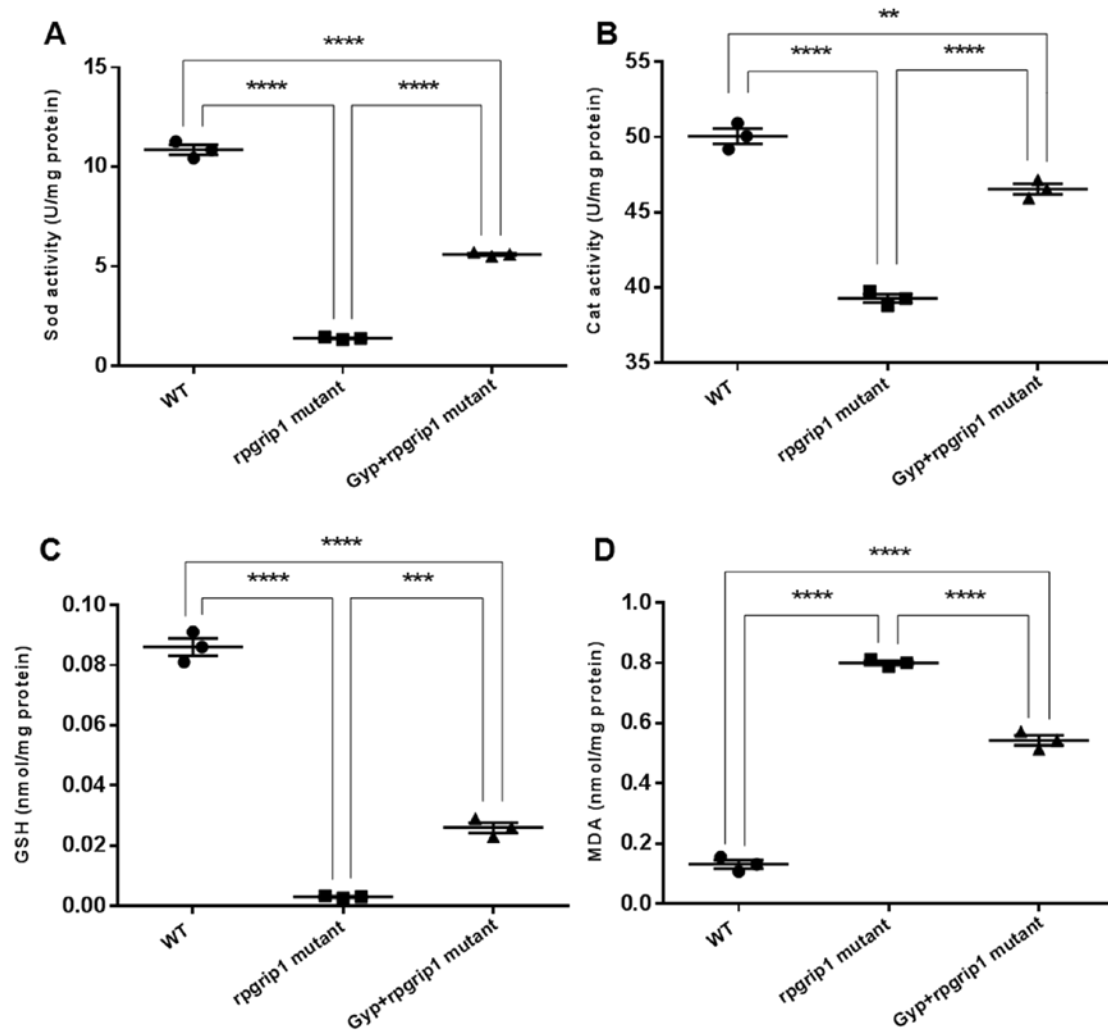 A
****
****
****
15
10
5
0
Sod activity (U/mg protein)
WT
rpgrip1 mutant
Gyp+rpgrip1 mutant
B
**
****
****
55
50
45
40
35
Cat activity (U/mg protein)
WT
rpgrip1 mutant
Gyp+rpgrip1 mutant
C
****
****
***
0.10
0.08
0.06
0.04
0.02
0.00
GSH (nmol/mg protein)
WT
rpgrip1 mutant
Gyp+rpgrip1 mutant
D
****
****
****
1.0
0.8
0.6
0.4
0.2
0.0
MDA (nmol/mg protein)
WT
rpgrip1 mutant
Gyp+rpgrip1 mutant